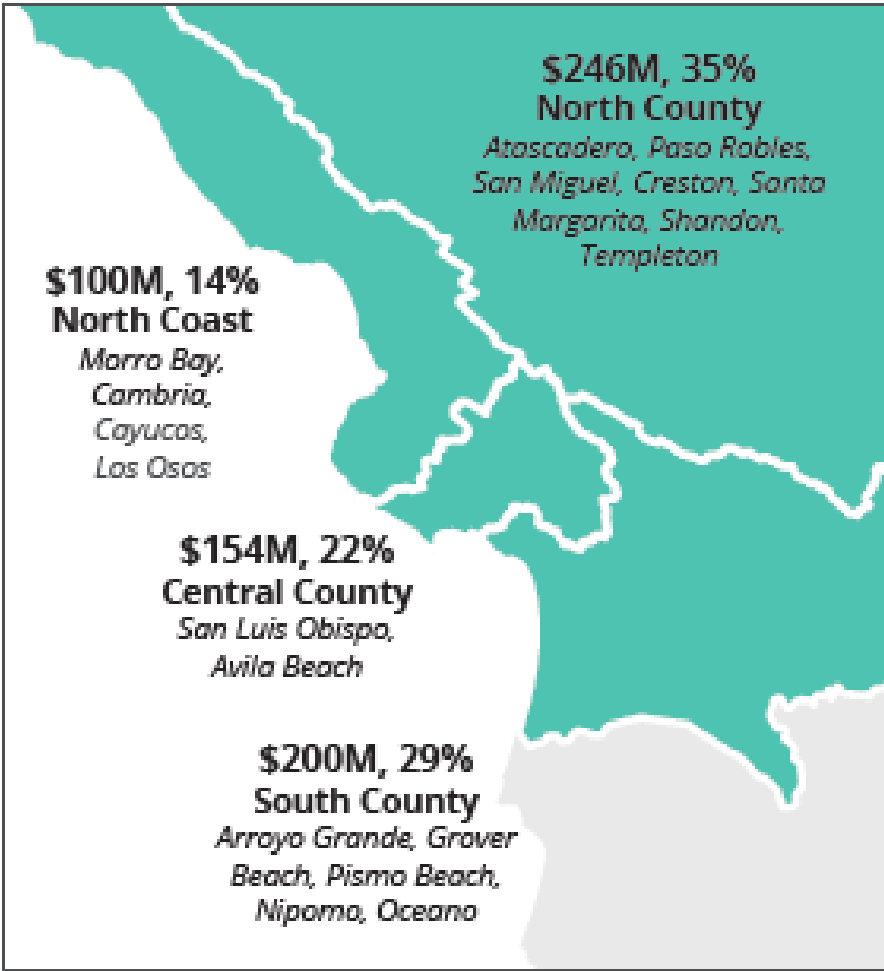 $246M, 35%
North County
Atascadero, Paso Robles,
San Miguel, Creston, Santa
Margarita, Shandon,
Templeton
$100M, 14%
North Coast
Morro Bay,
Cambria,
Cayucos,
Los Osos
$154M, 22%
Central County
San Luis Obispo,
Avila Beach
$200M, 29%
South County
Arroyo Grande, Grover
Beach, Pismo Beach,
Nipomo, Oceano